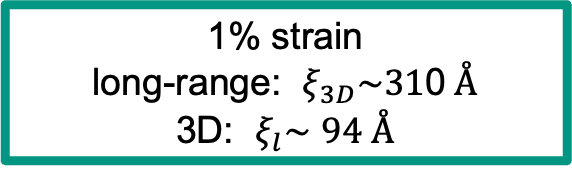 1% strain
long-range: ξ₃D~310 Å
3D: ξₗ~ 94 Å